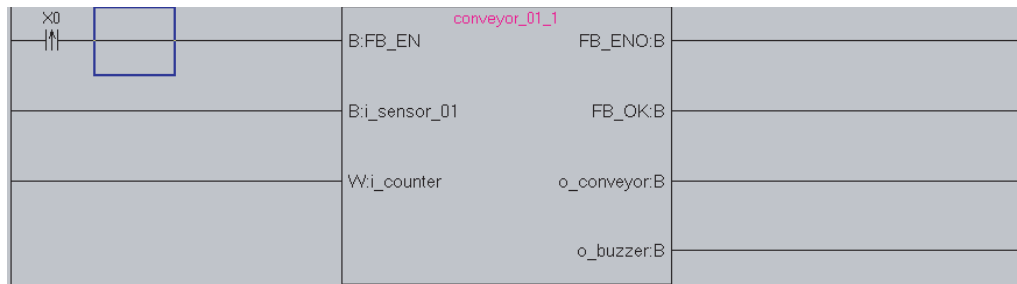 X0
conveyor_01_1
B:FB_EN FB_ENO:B
B:i_sensor_01 FB_OK:B
W:i_counter o_conveyor:B
o_buzzer:B